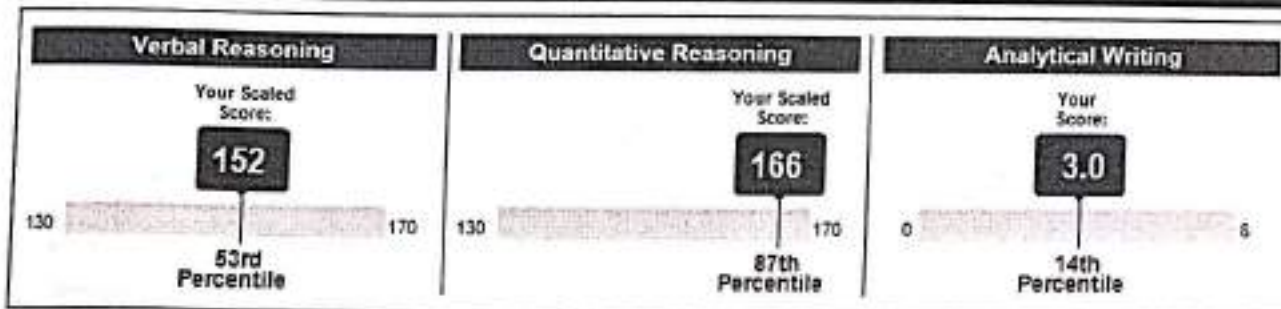 Verbal Reasoning
Your Scaled
Score:
152
130
170
53rd
Percentile
Quantitative Reasoning
Your Scaled
Score:
166
130
170
87th
Percentile
Analytical Writing
Your
Score:
3.0
0
6
14th
Percentile